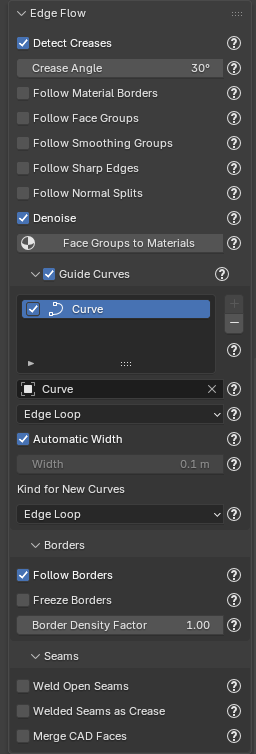 Edge Flow
Detect Creases
Crease Angle 30°
Follow Material Borders
Follow Face Groups
Follow Smoothing Groups
Follow Sharp Edges
Follow Normal Splits
Denoise
Face Groups to Materials
Guide Curves
Curve
Curve
Edge Loop
Automatic Width
Width 0.1 m
Kind for New Curves
Edge Loop
Borders
Follow Borders
Freeze Borders
Border Density Factor 1.00
Seams
Weld Open Seams
Welded Seams as Crease
Merge CAD Faces